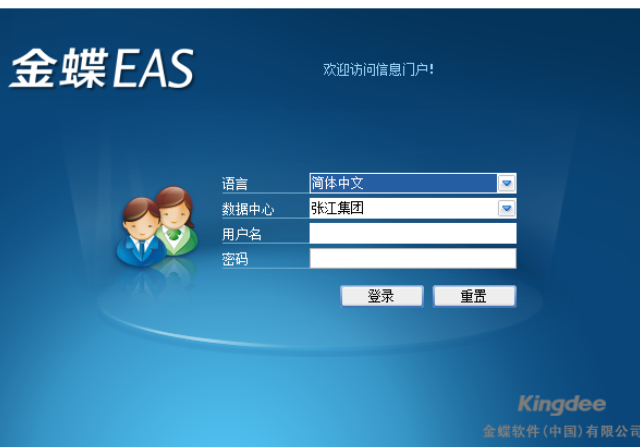 金蝶EAS
欢迎访问信息门户!
语言 简体中文
数据中心 张江集团
用户名
密码
登录 重置
Kingdee
金蝶软件(中国)有限公司